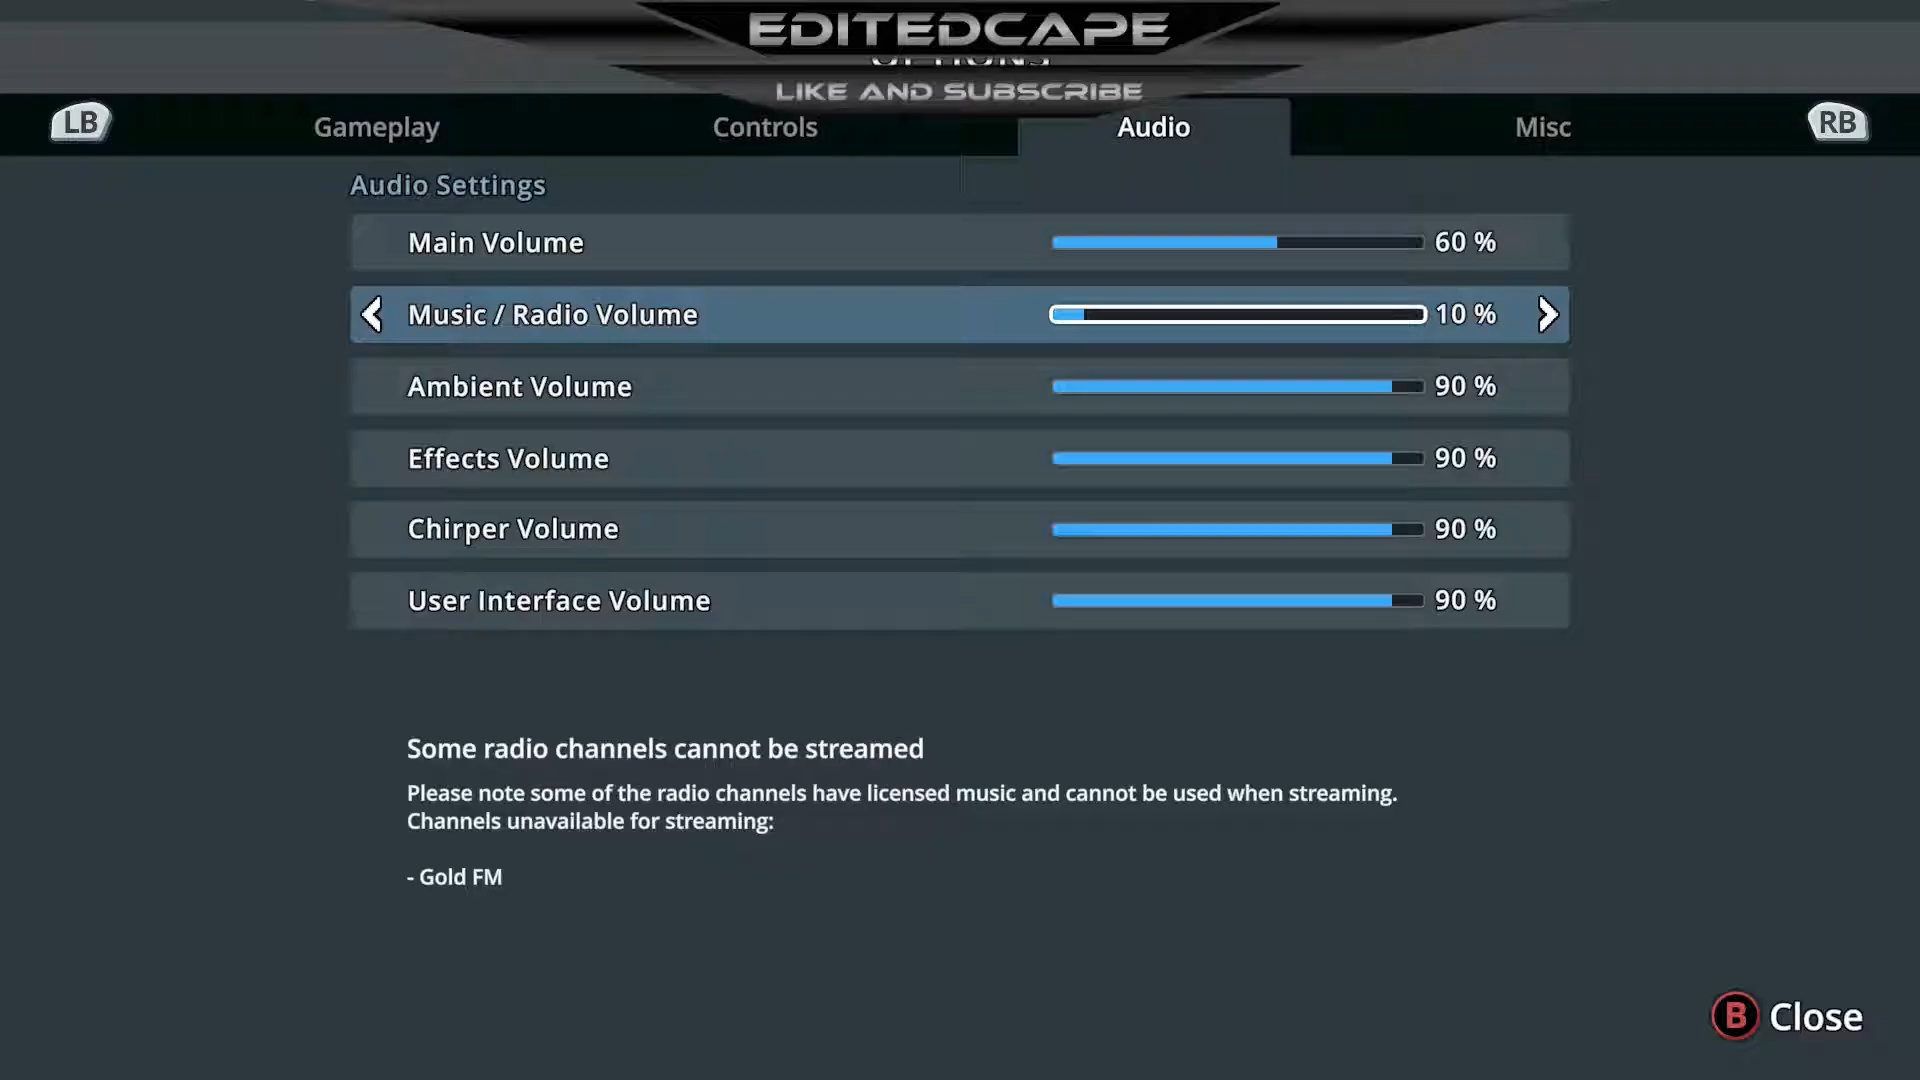 EDITEDCAPE
OPTIONS
LIKE AND SUBSCRIBE
LB
Gameplay
Controls
Audio
Misc
RB
Audio Settings
Main Volume 60 %
Music / Radio Volume 10 %
Ambient Volume 90 %
Effects Volume 90 %
Chirper Volume 90 %
User Interface Volume 90 %
Some radio channels cannot be streamed
Please note some of the radio channels have licensed music and cannot be used when streaming.
Channels unavailable for streaming:
- Gold FM
B Close